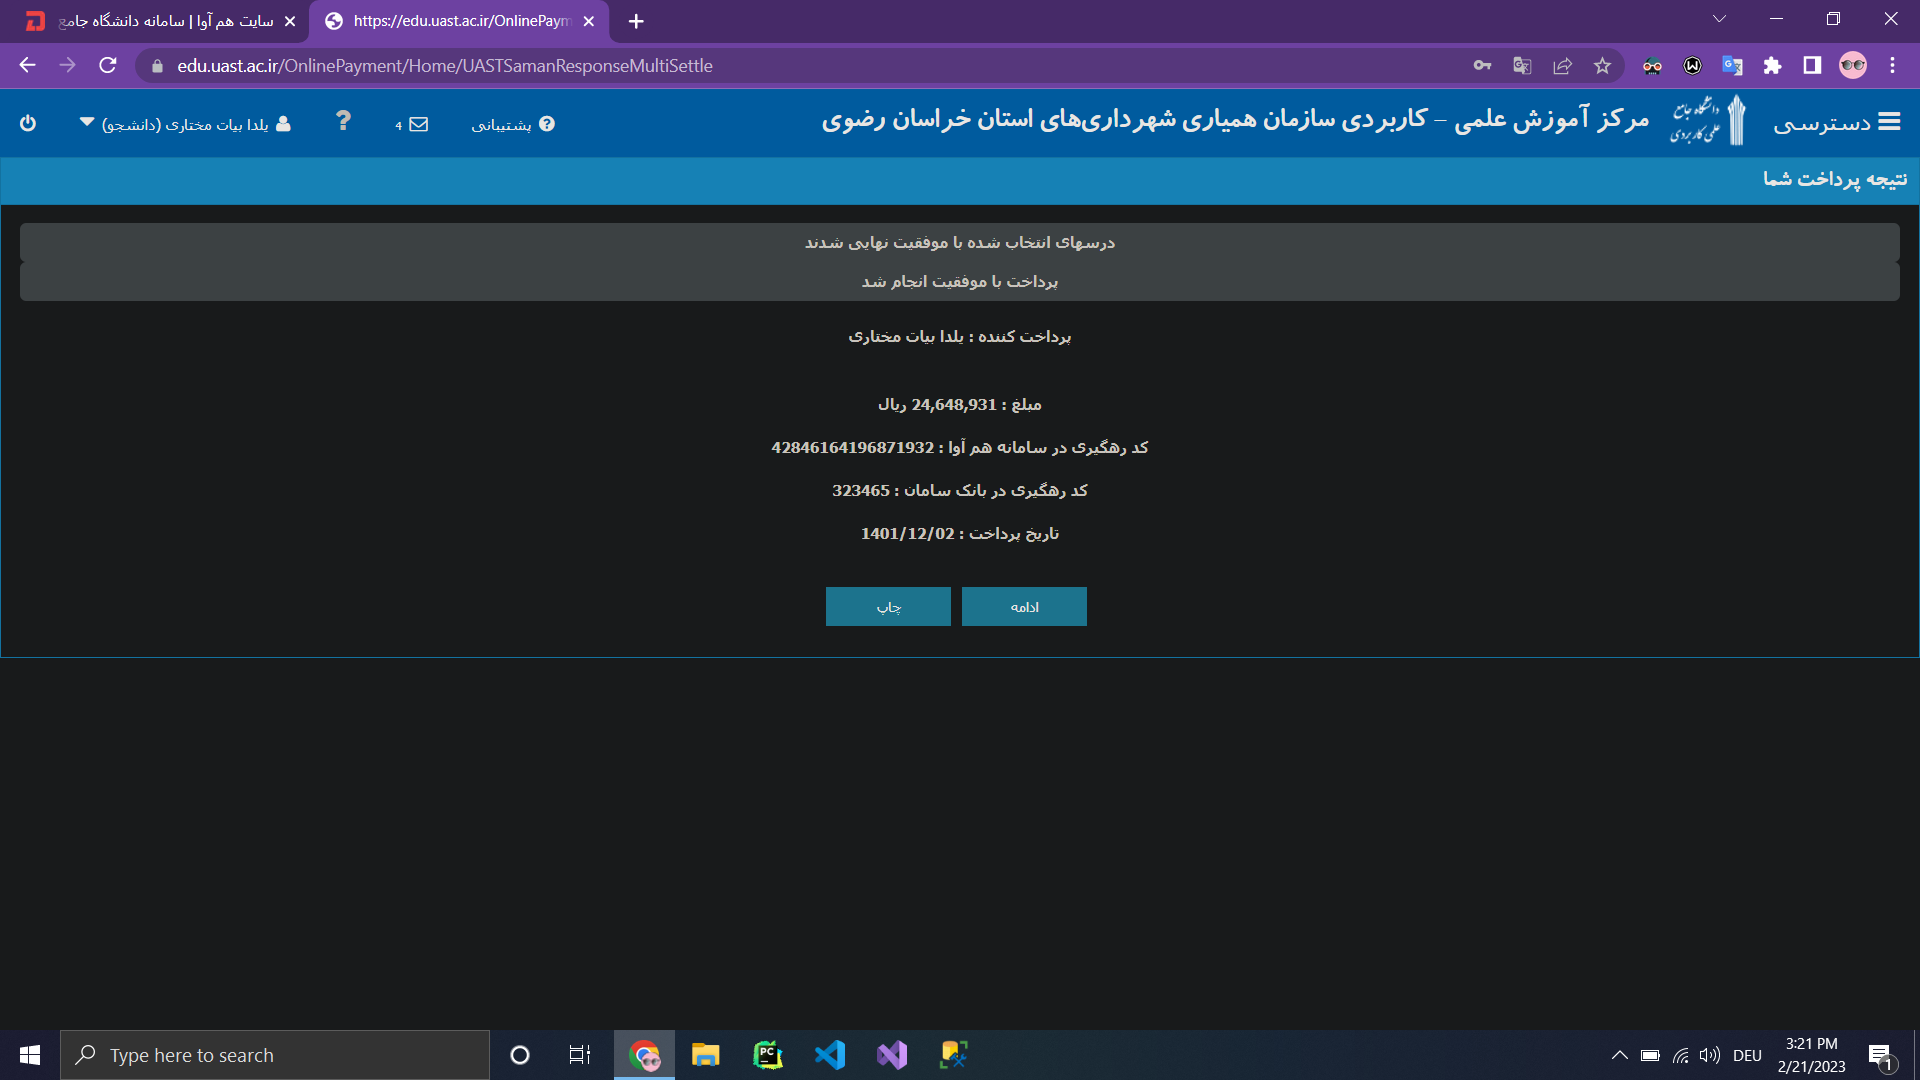 سایت هم آوا | سامانه دانشگاه جامع
https://edu.uast.ac.ir/OnlinePaym
edu.uast.ac.ir/OnlinePayment/Home/UASTSamanResponseMultiSettle
دسترسی
دانشگاه جامع
علمی کاربردی
مرکز آموزش علمی – کاربردی سازمان همیاری شهرداری‌های استان خراسان رضوی
پشتیبانی
4
?
یلدا بیات مختاری (دانشجو)
نتیجه پرداخت شما
درسهای انتخاب شده با موفقیت نهایی شدند
پرداخت با موفقیت انجام شد
پرداخت کننده : یلدا بیات مختاری
مبلغ : 24,648,931 ریال
کد رهگیری در سامانه هم آوا : 42846164196871932
کد رهگیری در بانک سامان : 323465
تاریخ پرداخت : 1401/12/02
ادامه
چاپ
Type here to search
PC
DEU
3:21 PM
2/21/2023
1